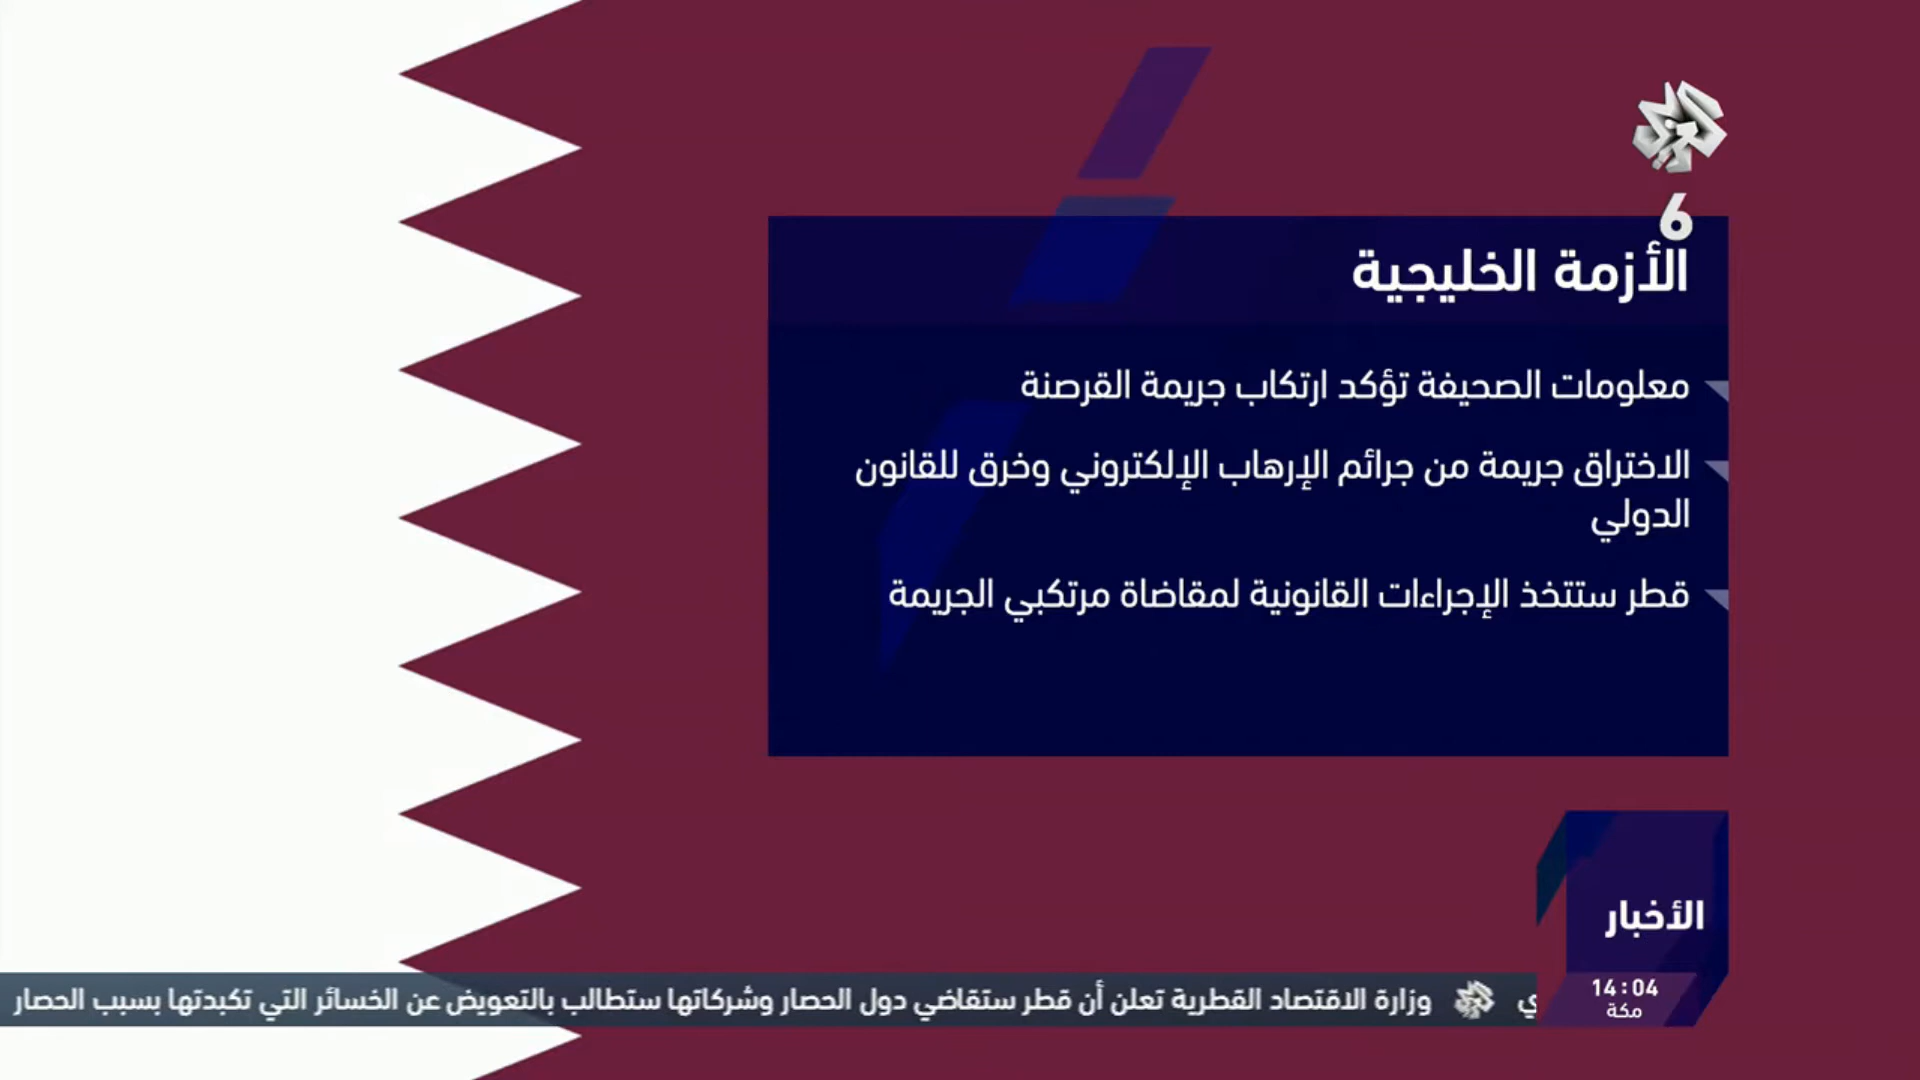 العربي
6
الأزمة الخليجية
معلومات الصحيفة تؤكد ارتكاب جريمة القرصنة
الاختراق جريمة من جرائم الإرهاب الإلكتروني وخرق للقانون
الدولي
قطر ستتخذ الإجراءات القانونية لمقاضاة مرتكبي الجريمة
الأخبار
14:04
مكة
ي وزارة الاقتصاد القطرية تعلن أن قطر ستقاضي دول الحصار وشركاتها ستطالب بالتعويض عن الخسائر التي تكبدتها بسبب الحصار